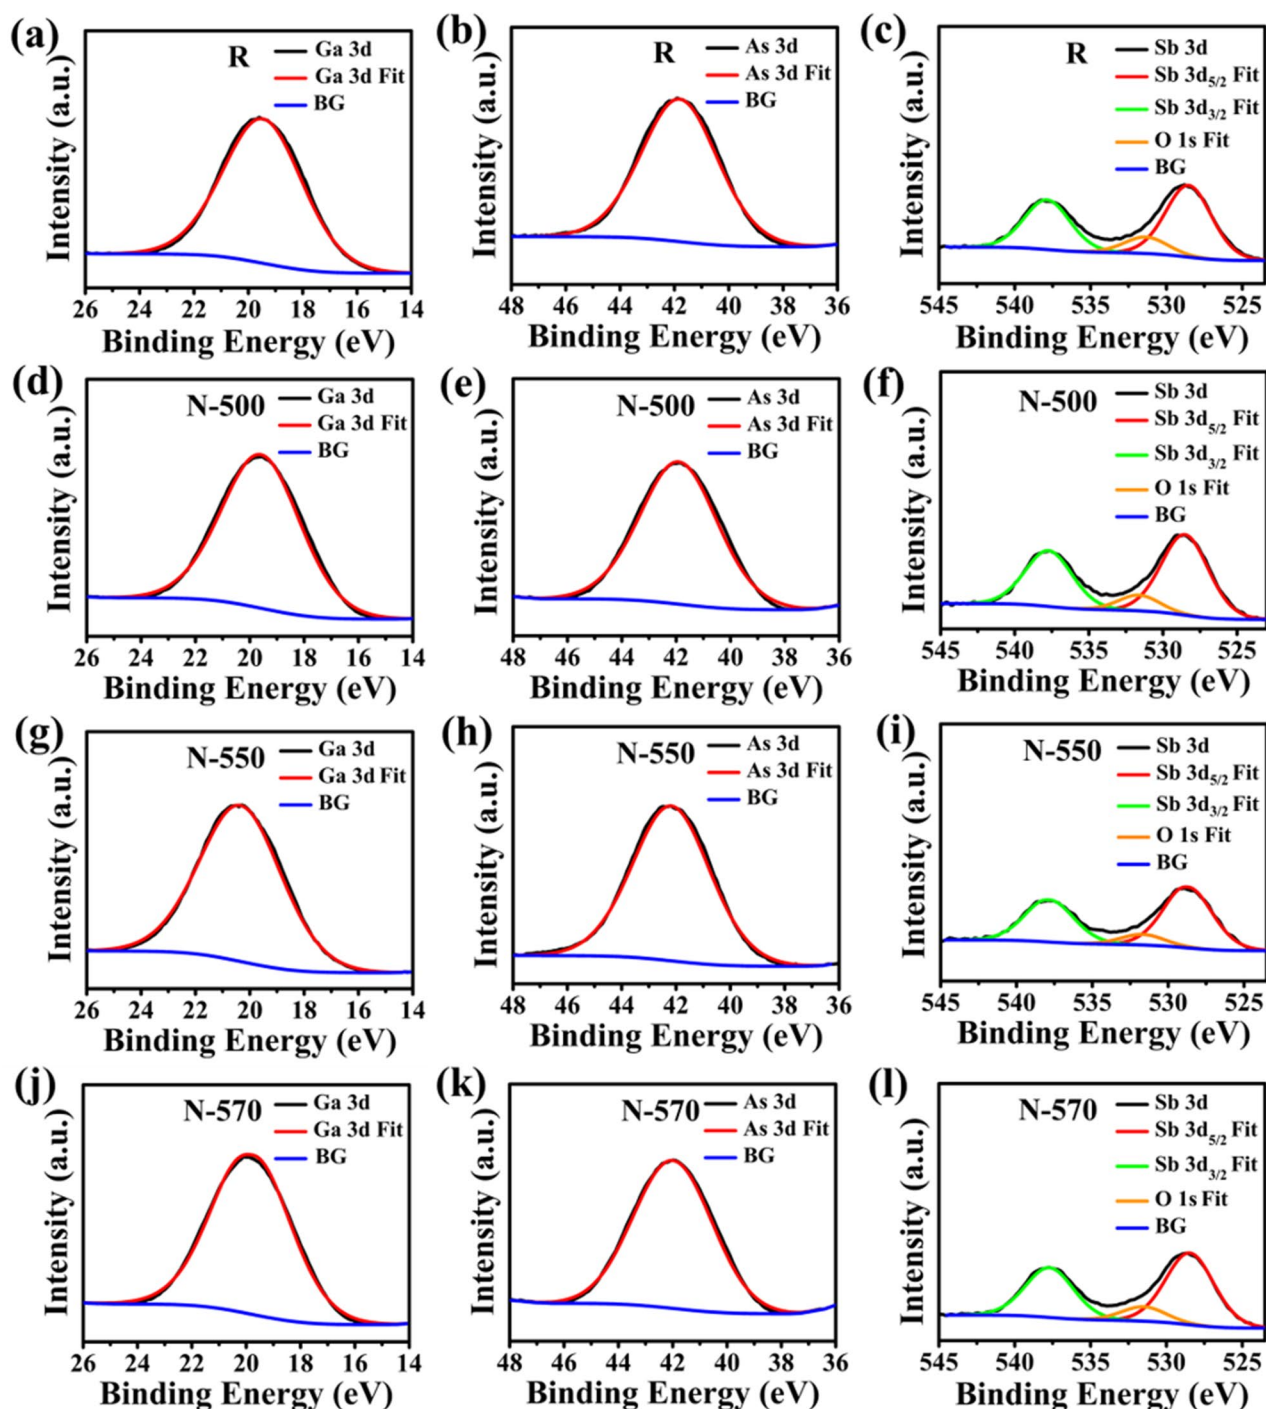 (a)
R
Ga 3d
Ga 3d Fit
BG
Intensity (a.u.)
26 24 22 20 18 16 14
Binding Energy (eV)
(b)
R
As 3d
As 3d Fit
BG
Intensity (a.u.)
48 46 44 42 40 38 36
Binding Energy (eV)
(c)
R
Sb 3d
Sb 3d5/2 Fit
Sb 3d3/2 Fit
O 1s Fit
BG
Intensity (a.u.)
545 540 535 530 525
Binding Energy (eV)
(d)
N-500
Ga 3d
Ga 3d Fit
BG
Intensity (a.u.)
26 24 22 20 18 16 14
Binding Energy (eV)
(e)
N-500
As 3d
As 3d Fit
BG
Intensity (a.u.)
48 46 44 42 40 38 36
Binding Energy (eV)
(f)
N-500
Sb 3d
Sb 3d5/2 Fit
Sb 3d3/2 Fit
O 1s Fit
BG
Intensity (a.u.)
545 540 535 530 525
Binding Energy (eV)
(g)
N-550
Ga 3d
Ga 3d Fit
BG
Intensity (a.u.)
26 24 22 20 18 16 14
Binding Energy (eV)
(h)
N-550
As 3d
As 3d Fit
BG
Intensity (a.u.)
48 46 44 42 40 38 36
Binding Energy (eV)
(i)
N-550
Sb 3d
Sb 3d5/2 Fit
Sb 3d3/2 Fit
O 1s Fit
BG
Intensity (a.u.)
545 540 535 530 525
Binding Energy (eV)
(j)
N-570
Ga 3d
Ga 3d Fit
BG
Intensity (a.u.)
26 24 22 20 18 16 14
Binding Energy (eV)
(k)
N-570
As 3d
As 3d Fit
BG
Intensity (a.u.)
48 46 44 42 40 38 36
Binding Energy (eV)
(l)
N-570
Sb 3d
Sb 3d5/2 Fit
Sb 3d3/2 Fit
O 1s Fit
BG
Intensity (a.u.)
545 540 535 530 525
Binding Energy (eV)